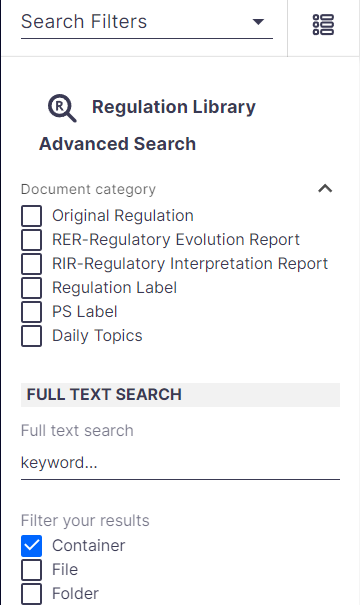 Search Filters
R
Regulation Library
Advanced Search
Document category
Original Regulation
RER-Regulatory Evolution Report
RIR-Regulatory Interpretation Report
Regulation Label
PS Label
Daily Topics
FULL TEXT SEARCH
Full text search
keyword...
Filter your results
Container
File
Folder